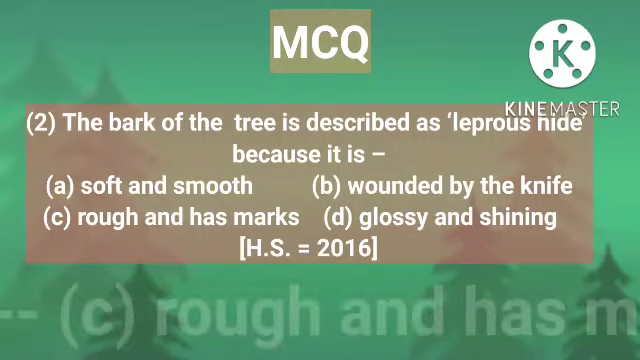 MCQ
K
KINEMASTER
(2) The bark of the tree is described as ‘leprous hide’
because it is –
(a) soft and smooth (b) wounded by the knife
(c) rough and has marks (d) glossy and shining
[H.S. = 2016]
-- (c) rough and has m